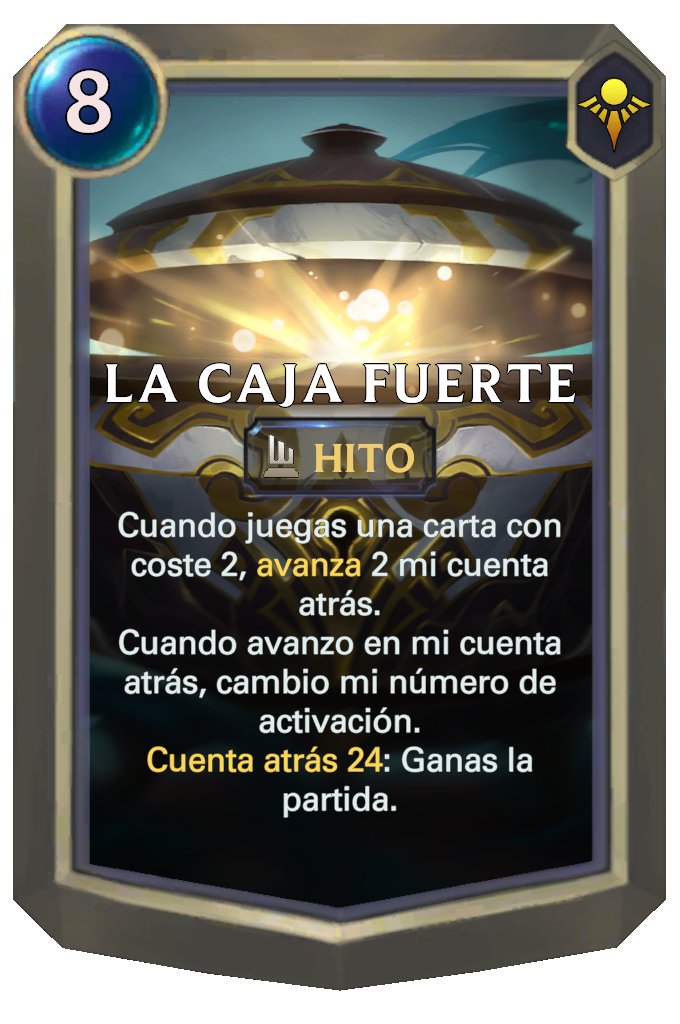 8
LA CAJA FUERTE
HITO
Cuando juegas una carta con
coste 2, avanza 2 mi cuenta
atrás.
Cuando avanzo en mi cuenta
atrás, cambio mi número de
activación.
Cuenta atrás 24: Ganas la
partida.